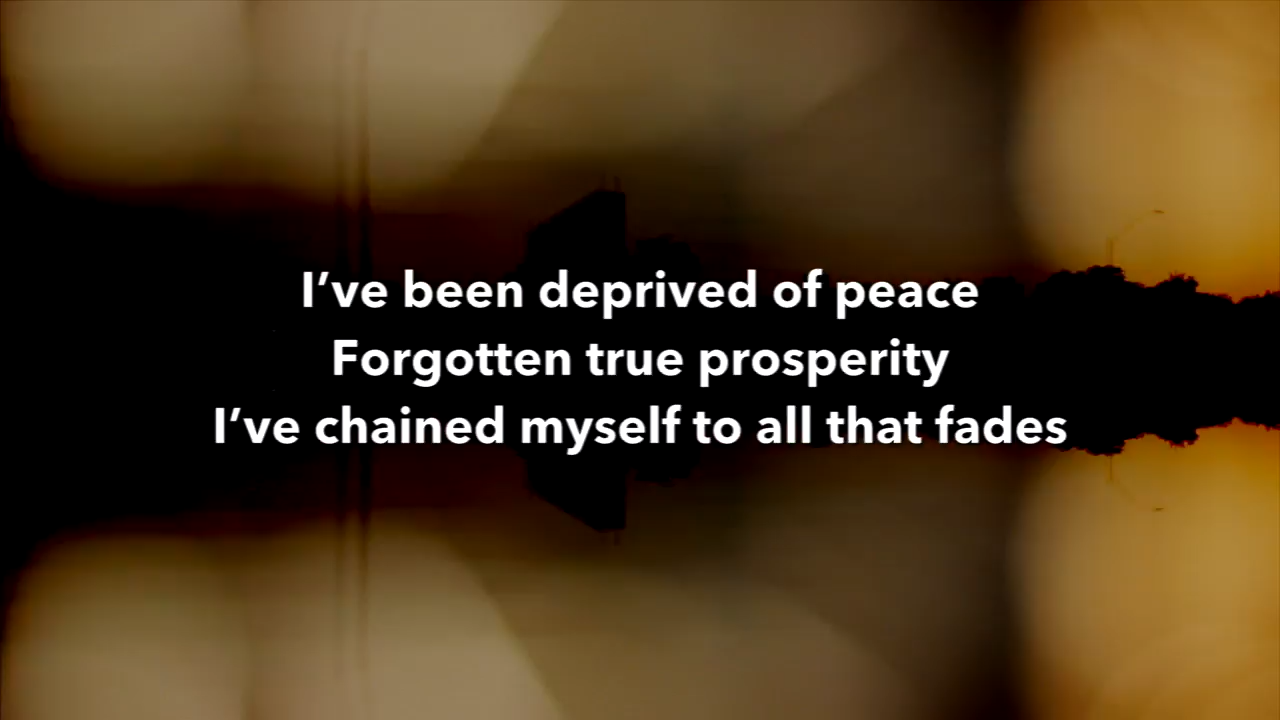 I’ve been deprived of peace
Forgotten true prosperity
I’ve chained myself to all that fades